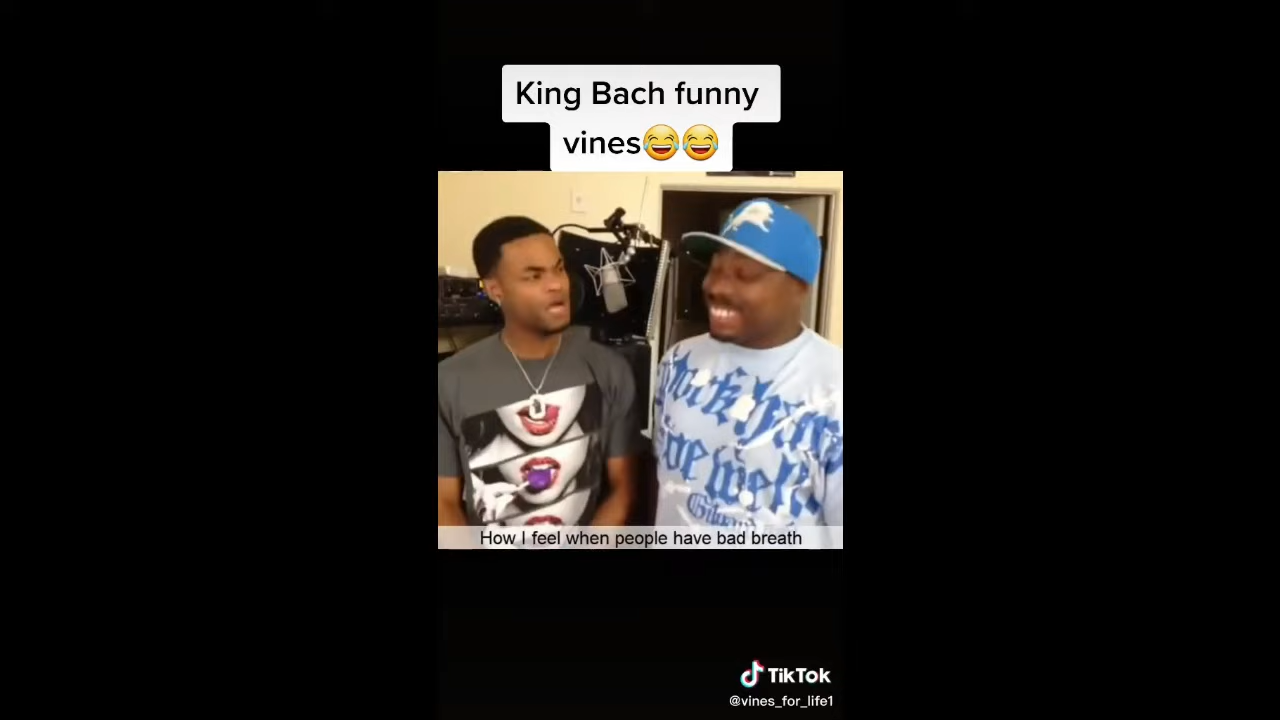 King Bach funny
vines😂😂
How I feel when people have bad breath
TikTok
@vines_for_life1